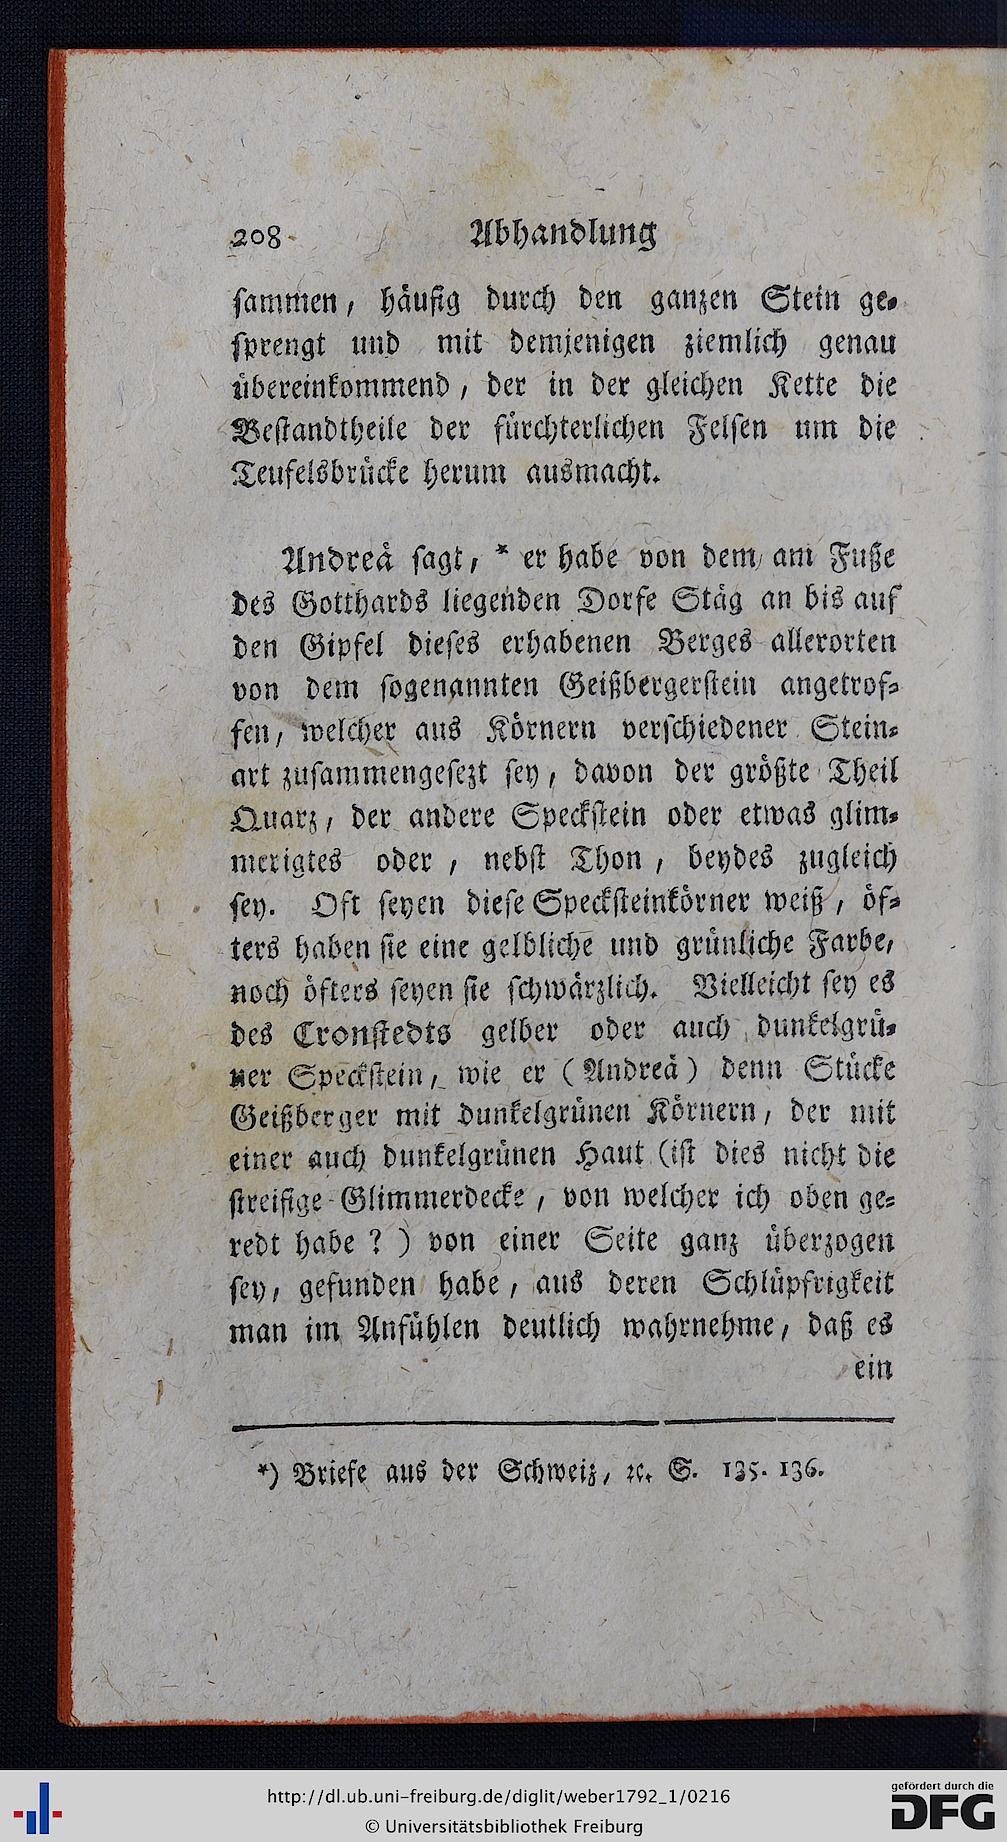 208 Abhandlung
sammen, häufig durch den ganzen Stein ge-
sprengt und mit demjenigen ziemlich genau
übereinkommend, der in der gleichen Kette die
Bestandtheile der fürchterlichen Felsen um die
Teufelsbrücke herum ausmacht.
Andreä sagt, * er habe von dem am Fuße
des Gotthards liegenden Dorfe Stäg an bis auf
den Gipfel dieses erhabenen Berges allerorten
von dem sogenannten Geißbergerstein angetrof-
fen, welcher aus Körnern verschiedener Stein-
art zusammengesezt sey, davon der größte Theil
Quarz, der andere Speckstein oder etwas glim-
merigtes oder, nebst Thon, beydes zugleich
sey. Oft seyen diese Specksteinkörner weiß, öf-
ters haben sie eine gelbliche und grünliche Farbe,
noch öfters seyen sie schwärzlich. Vielleicht sey es
des Cronstedts gelber oder auch dunkelgrü-
ner Speckstein, wie er (Andreä) denn Stücke
Geißberger mit dunkelgrünen Körnern, der mit
einer auch dunkelgrünen Haut (ist dies nicht die
streifige Glimmerdecke, von welcher ich oben ge-
redt habe?) von einer Seite ganz überzogen
sey, gefunden habe, aus deren Schlüpfrigkeit
man im Anfühlen deutlich wahrnehme, daß es
ein
*) Briefe aus der Schweiz, ꝛc. S. 135. 136.
http://dl.ub.uni-freiburg.de/diglit/weber1792_1/0216
© Universitätsbibliothek Freiburg
gefördert durch die
DFG